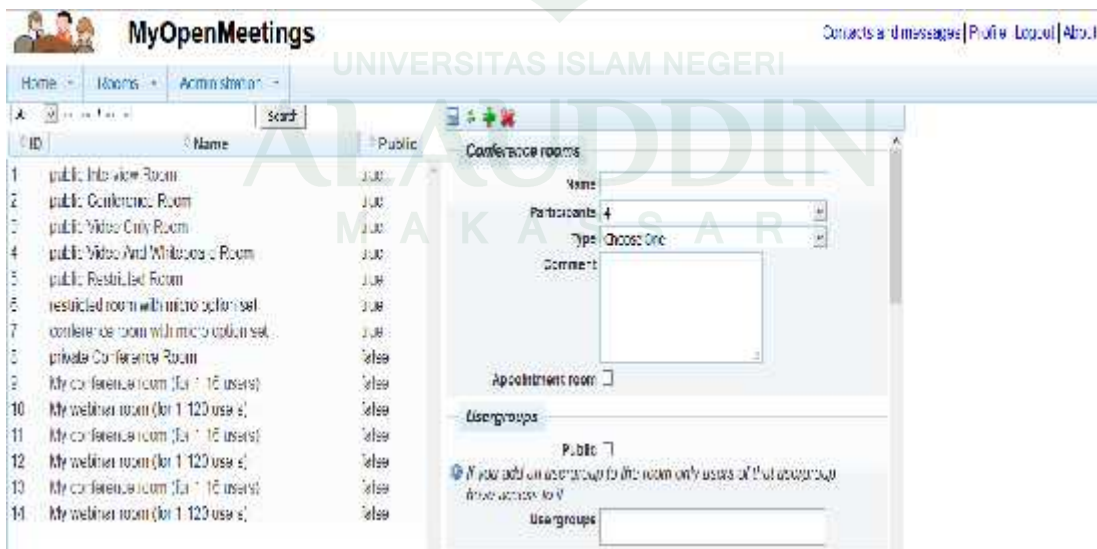 MyOpenMeetings
Contacts and messages | Profile Logout | About
UNIVERSITAS ISLAM NEGERI
ALAUDDIN
MAKASSAR
Home Rooms Administration
Search
ID Name Public
1 public Interview Room true
2 public Conference Room true
3 public Video Only Room true
4 public Video And Whiteboard Room true
5 public Restricted Room true
6 restricted room with micro option set true
7 conference room with micro option set true
8 private Conference Room false
9 My conference room (for 1-16 users) false
10 My webinar room (for 1-120 users) false
11 My conference room (for 1-16 users) false
12 My webinar room (for 1-120 users) false
13 My conference room (for 1-16 users) false
14 My webinar room (for 1-120 users) false
Conference rooms
Name
Participants 4
Type Choose One
Comment
Appointment room
Usergroups
Public
If you add an usergroup to the room only users of that usergroup
have access to it
Usergroups